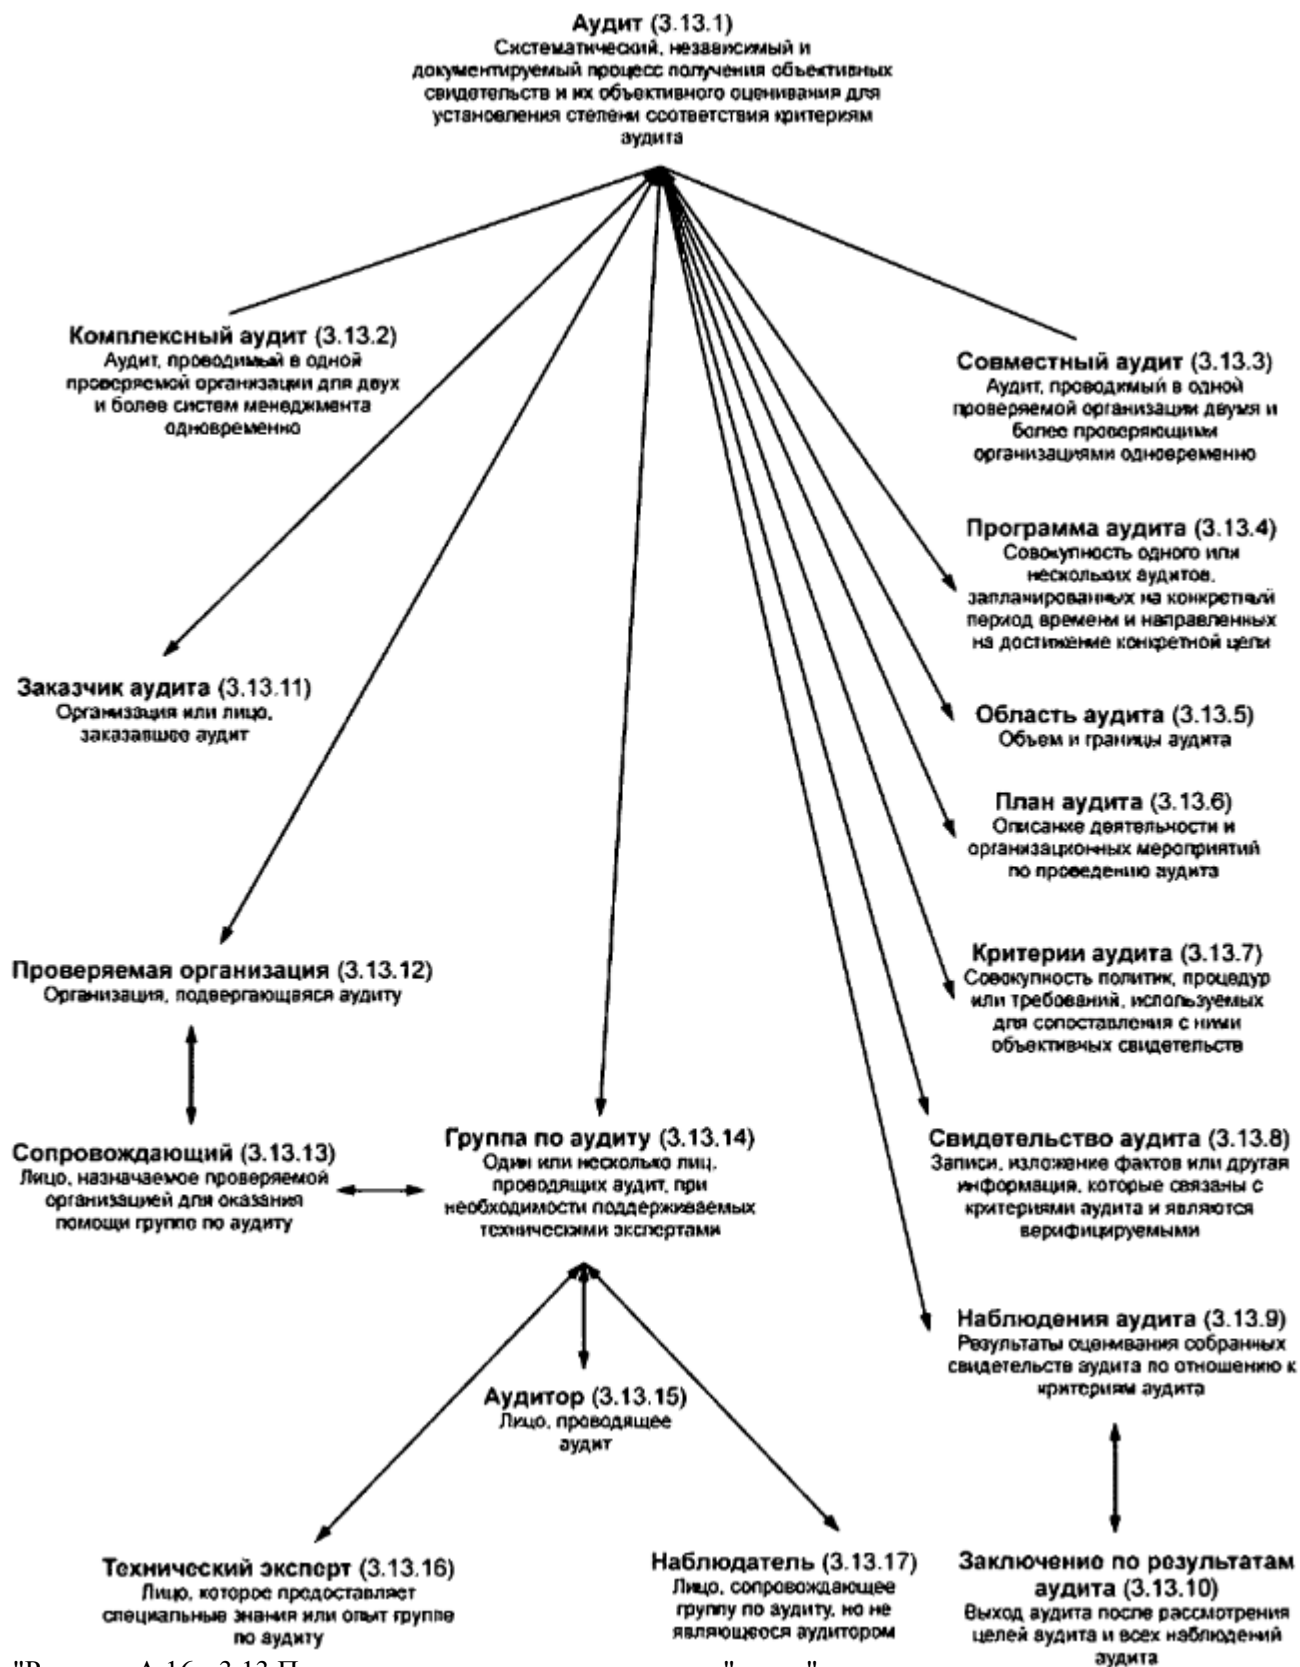 Аудит (3.13.1)
Систематический, независимый и
документируемый процесс получения объективных
свидетельств и их объективного оценивания для
установления степени соответствия критериям
аудита
Комплексный аудит (3.13.2)
Аудит, проводимый в одной
проверяемой организации для двух
и более систем менеджмента
одновременно
Совместный аудит (3.13.3)
Аудит, проводимый в одной
проверяемой организации двумя и
более проверяющими
организациями одновременно
Программа аудита (3.13.4)
Совокупность одного или
нескольких аудитов,
запланированных на конкретный
период времени и направленных
на достижение конкретной цели
Заказчик аудита (3.13.11)
Организация или лицо,
заказавшее аудит
Область аудита (3.13.5)
Объем и границы аудита
План аудита (3.13.6)
Описание деятельности и
организационных мероприятий
по проведению аудита
Проверяемая организация (3.13.12)
Организация, подвергающаяся аудиту
Критерии аудита (3.13.7)
Совокупность политик, процедур
или требований, используемых
для сопоставления с ними
объективных свидетельств
Сопровождающий (3.13.13)
Лицо, назначаемое проверяемой
организацией для оказания
помощи группе по аудиту
Группа по аудиту (3.13.14)
Один или несколько лиц,
проводящих аудит, при
необходимости поддерживаемых
техническими экспертами
Свидетельство аудита (3.13.8)
Записи, изложение фактов или другая
информация, которые связаны с
критериями аудита и являются
верифицируемыми
Наблюдения аудита (3.13.9)
Результаты оценивания собранных
свидетельств аудита по отношению к
критериям аудита
Аудитор (3.13.15)
Лицо, проводящее
аудит
Технический эксперт (3.13.16)
Лицо, которое предоставляет
специальные знания или опыт группе
по аудиту
Наблюдатель (3.13.17)
Лицо, сопровождающее
группу по аудиту, но не
являющееся аудитором
Заключение по результатам
аудита (3.13.10)
Выход аудита после рассмотрения
целей аудита и всех наблюдений
аудита